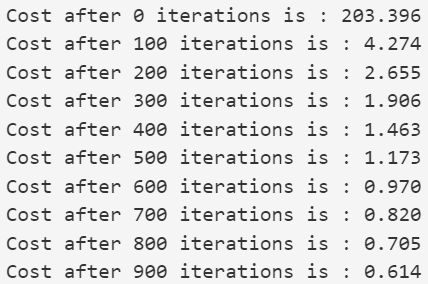 Cost after 0 iterations is : 203.396
Cost after 100 iterations is : 4.274
Cost after 200 iterations is : 2.655
Cost after 300 iterations is : 1.906
Cost after 400 iterations is : 1.463
Cost after 500 iterations is : 1.173
Cost after 600 iterations is : 0.970
Cost after 700 iterations is : 0.820
Cost after 800 iterations is : 0.705
Cost after 900 iterations is : 0.614